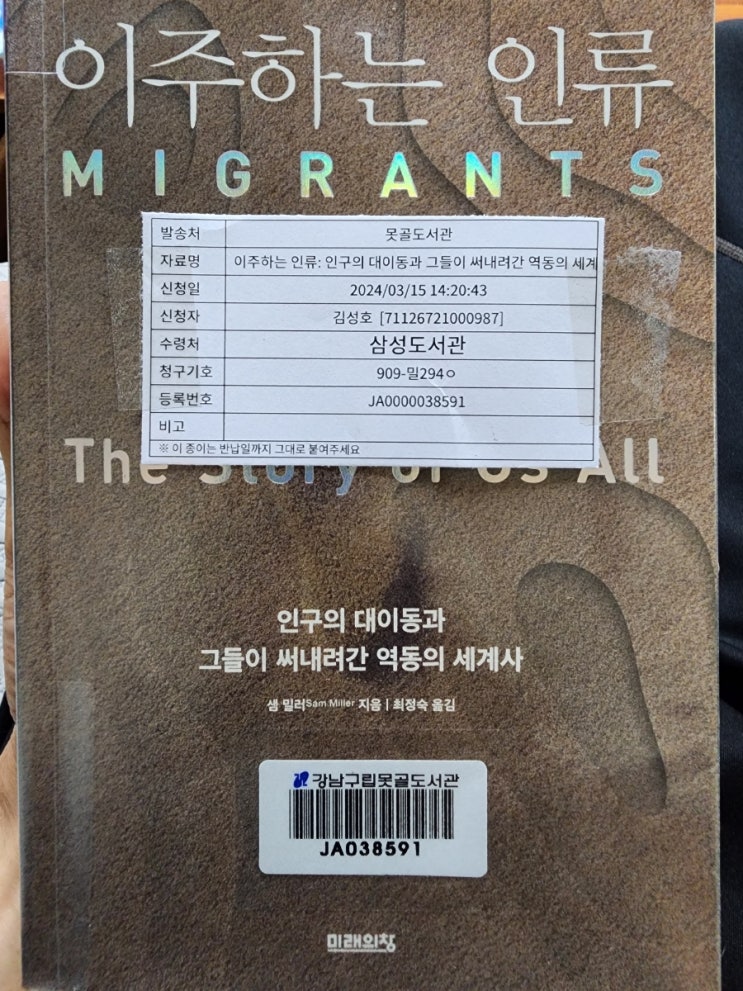 이주하는 인류
MIGRANTS
발송처 못골도서관
자료명 이주하는 인류: 인구의 대이동과 그들이 써내려간 역동의 세계
신청일 2024/03/15 14:20:43
신청자 김성호 [71126721000987]
수령처 삼성도서관
청구기호 909-밀294ㅇ
등록번호 JA0000038591
비고
※ 이 종이는 반납일까지 그대로 붙여주세요
The Story of Us All
인구의 대이동과
그들이 써내려간 역동의 세계사
샘 밀러Sam Miller 지음 | 최정숙 옮김
강남구립못골도서관
JA038591
미래의창